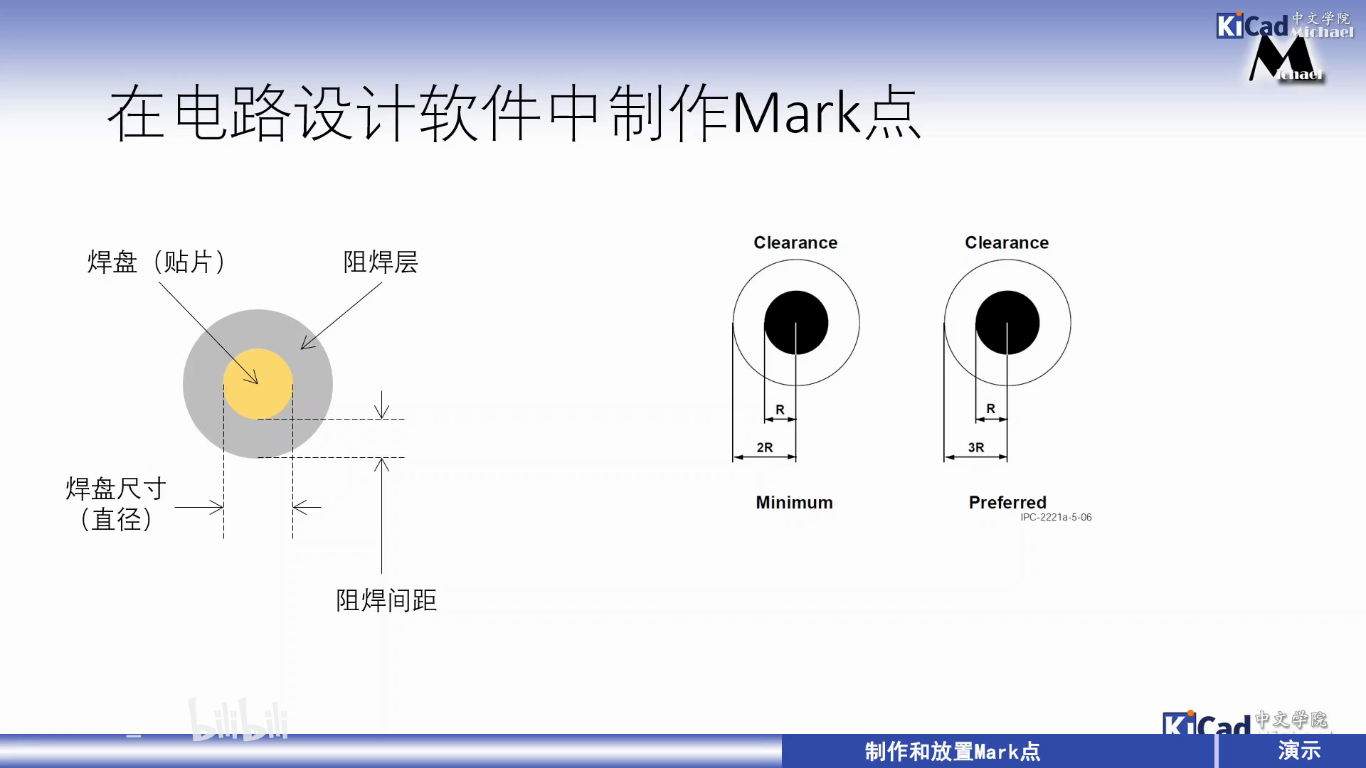 KiCad 中文学院
Michael
Michael
在电路设计软件中制作Mark点
焊盘（贴片）
阻焊层
焊盘尺寸
（直径）
阻焊间距
Clearance
Clearance
R
R
2R
3R
Minimum
Preferred
IPC-2221a-5-06
bilibili
KiCad 中文学院
制作和放置Mark点
演示